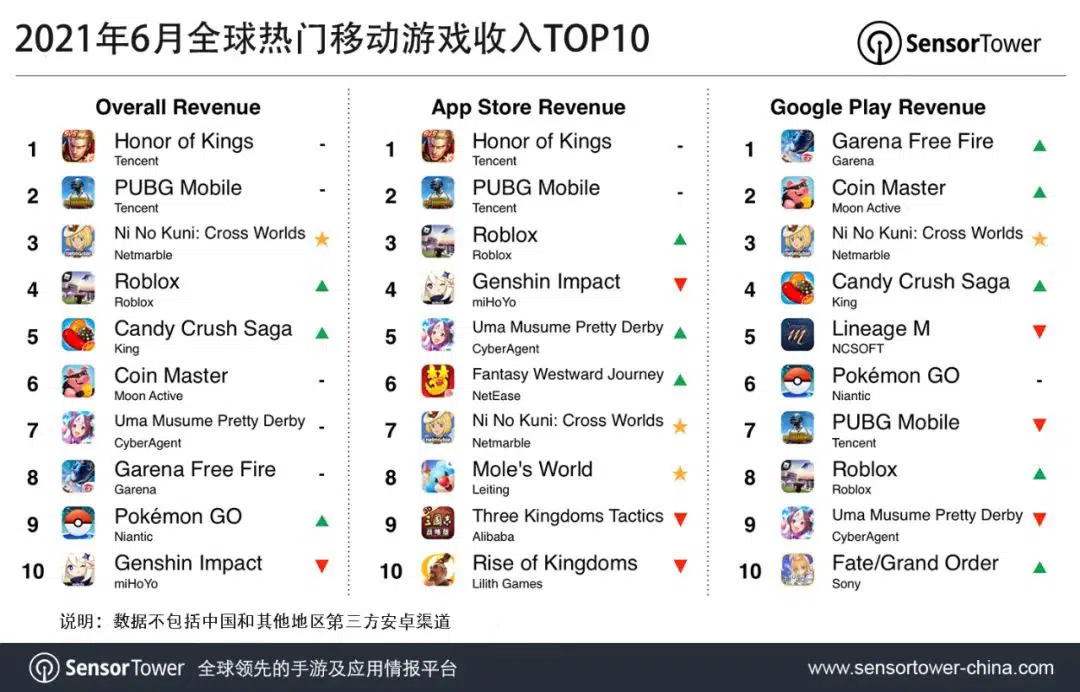 2021年6月全球热门移动游戏收入TOP10
SensorTower
Overall Revenue
1 Honor of Kings -
Tencent
2 PUBG Mobile -
Tencent
3 Ni No Kuni: Cross Worlds
Netmarble
4 Roblox
Roblox
5 Candy Crush Saga
King
6 Coin Master -
Moon Active
7 Uma Musume Pretty Derby -
CyberAgent
8 Garena Free Fire -
Garena
9 Pokémon GO
Niantic
10 Genshin Impact
miHoYo
App Store Revenue
1 Honor of Kings -
Tencent
2 PUBG Mobile -
Tencent
3 Roblox
Roblox
4 Genshin Impact
miHoYo
5 Uma Musume Pretty Derby
CyberAgent
6 Fantasy Westward Journey
NetEase
7 Ni No Kuni: Cross Worlds
Netmarble
8 Mole's World
Leiting
9 Three Kingdoms Tactics
Alibaba
10 Rise of Kingdoms
Lilith Games
Google Play Revenue
1 Garena Free Fire
Garena
2 Coin Master
Moon Active
3 Ni No Kuni: Cross Worlds
Netmarble
4 Candy Crush Saga
King
5 Lineage M
NCSOFT
6 Pokémon GO -
Niantic
7 PUBG Mobile
Tencent
8 Roblox
Roblox
9 Uma Musume Pretty Derby
CyberAgent
10 Fate/Grand Order
Sony
说明：数据不包括中国和其他地区第三方安卓渠道
SensorTower 全球领先的手游及应用情报平台
www.sensortower-china.com